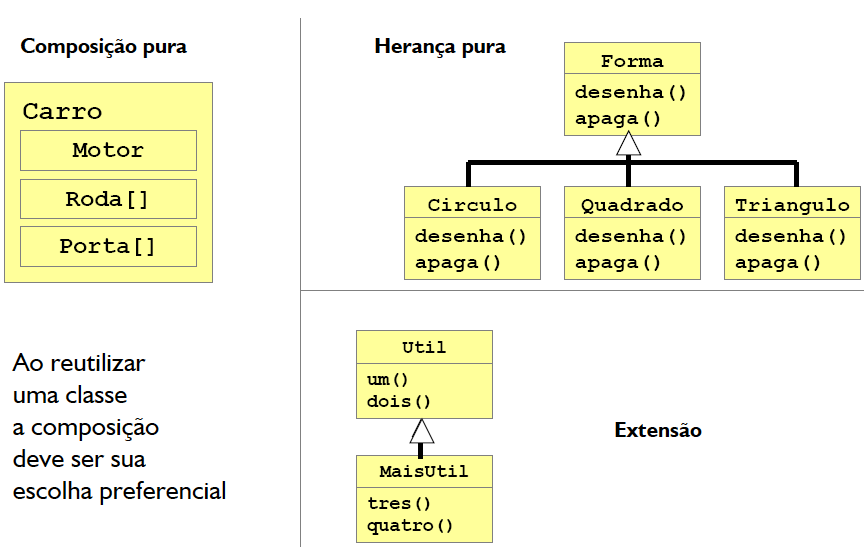 Composição pura
Carro
Motor
Roda[]
Porta[]
Ao reutilizar
uma classe
a composição
deve ser sua
escolha preferencial
Herança pura
Forma
desenha()
apaga()
Circulo
desenha()
apaga()
Quadrado
desenha()
apaga()
Triangulo
desenha()
apaga()
Util
um()
dois()
MaisUtil
tres()
quatro()
Extensão